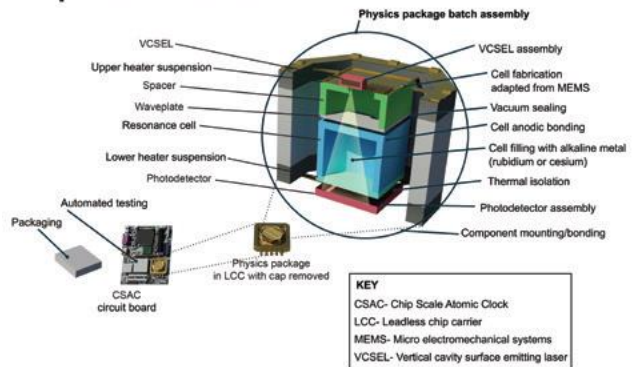 Physics package batch assembly
VCSEL
Upper heater suspension
Spacer
Waveplate
Resonance cell
Lower heater suspension
Photodetector
VCSEL assembly
Cell fabrication
adapted from MEMS
Vacuum sealing
Cell anodic bonding
Cell filling with alkaline metal
(rubidium or cesium)
Thermal isolation
Photodetector assembly
Component mounting/bonding
Automated testing
Packaging
CSAC
circuit board
Physics package
in LCC with cap removed
KEY
CSAC- Chip Scale Atomic Clock
LCC- Leadless chip carrier
MEMS- Micro electromechanical systems
VCSEL- Vertical cavity surface emitting laser